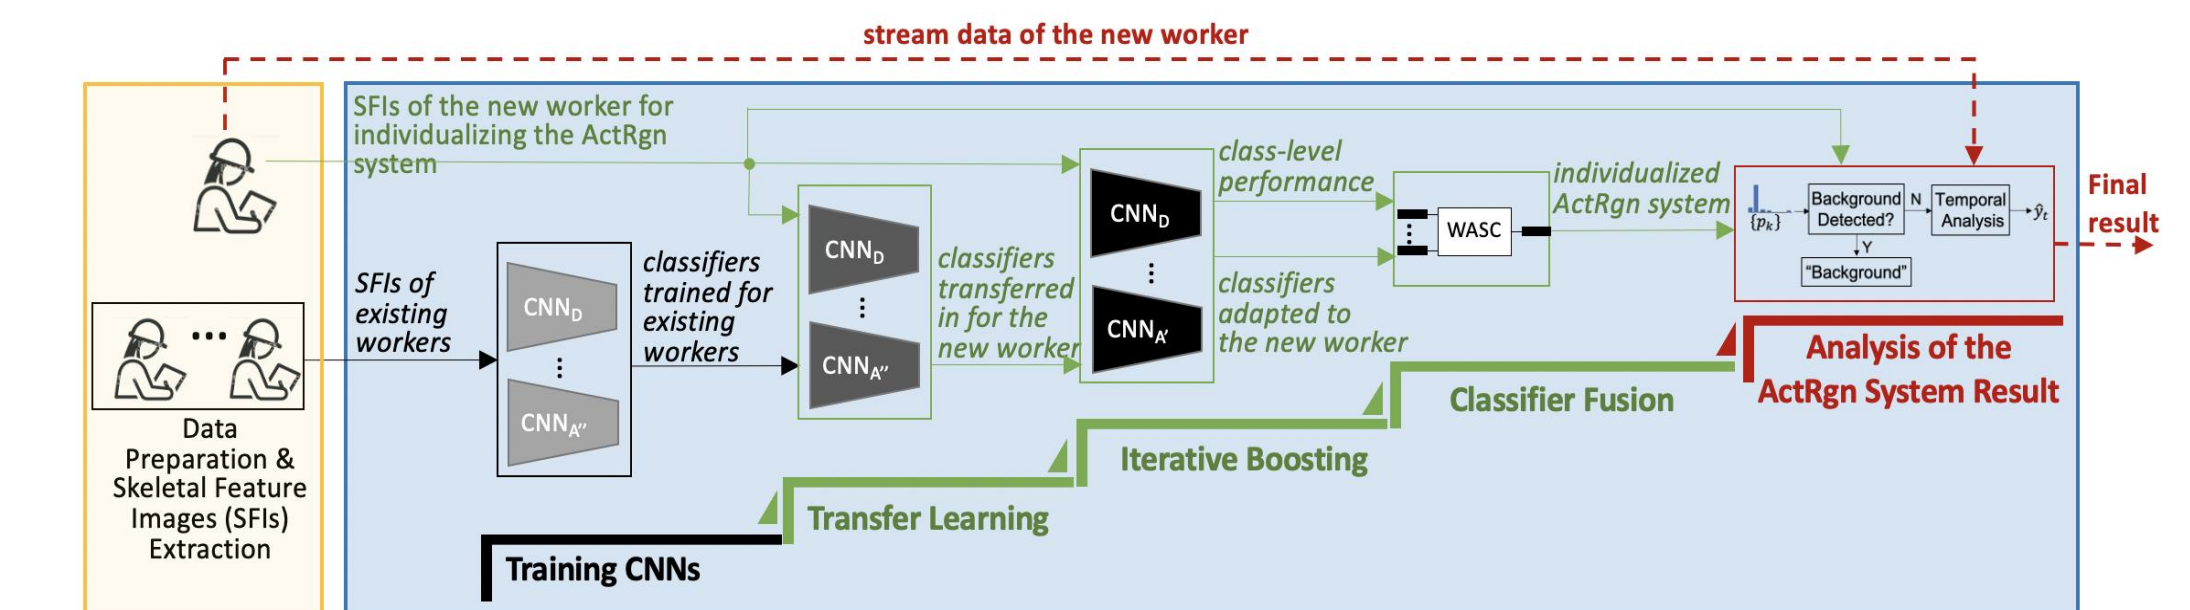 stream data of the new worker
SFIs of the new worker for
individualizing the ActRgn
system
SFIs of
existing
workers
Data
Preparation &
Skeletal Feature
Images (SFIs)
Extraction
CNN_D
⋮
CNN_A′′
classifiers
trained for
existing
workers
CNN_D
⋮
CNN_A′′
classifiers
transferred
in for the
new worker
CNN_D
⋮
CNN_A′
class-level
performance
classifiers
adapted to
the new worker
WASC
individualized
ActRgn system
{p_k}
Background
Detected?
N
Temporal
Analysis
ŷ_t
Y
“Background”
Final
result
Training CNNs
Transfer Learning
Iterative Boosting
Classifier Fusion
Analysis of the
ActRgn System Result